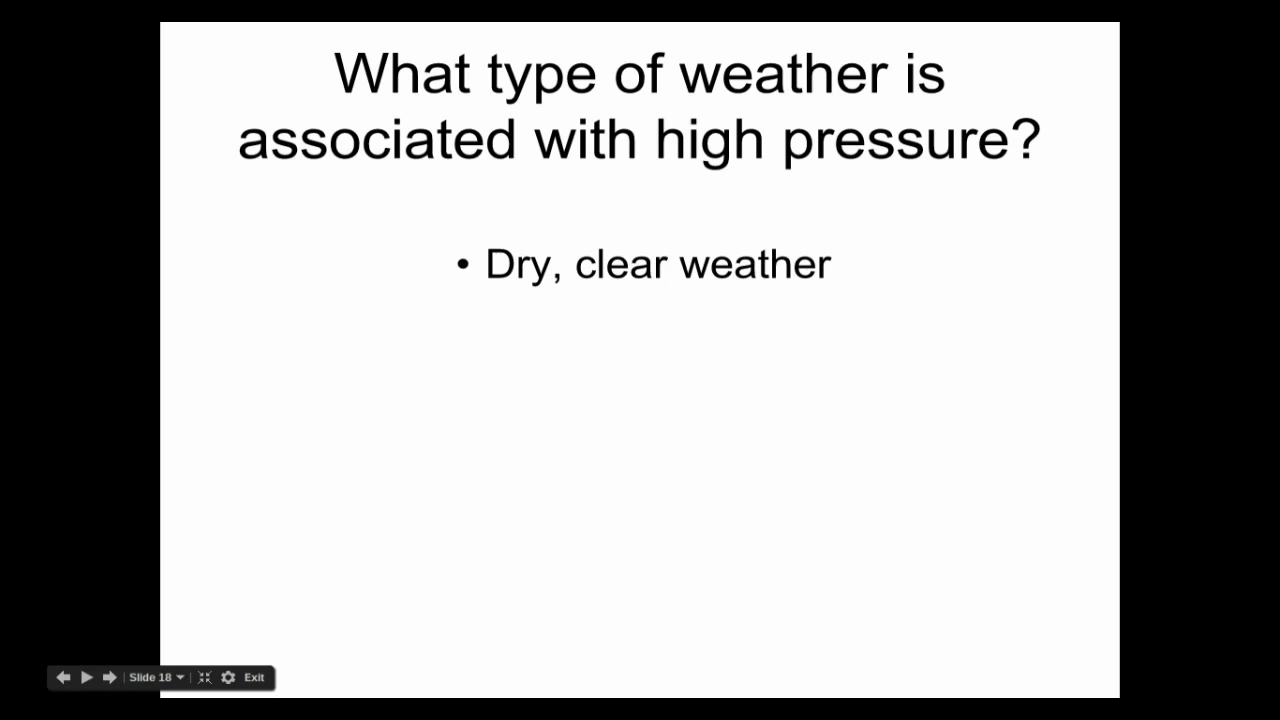 What type of weather is
associated with high pressure?
• Dry, clear weather
Slide 18
Exit